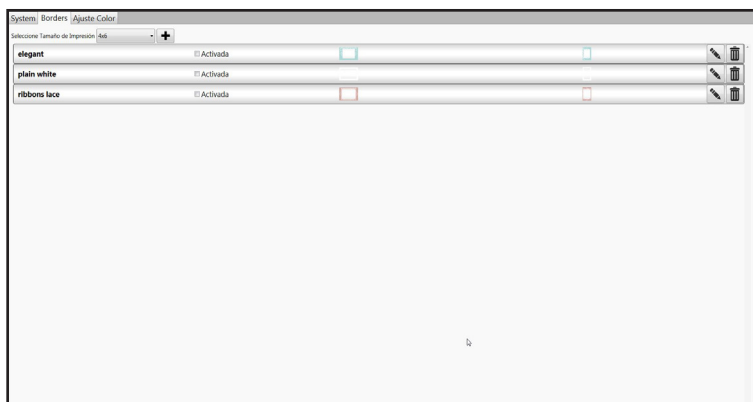 System Borders Ajuste Color
Seleccione Tamaño de Impresión 4x6
elegant Activada
plain white Activada
ribbons lace Activada